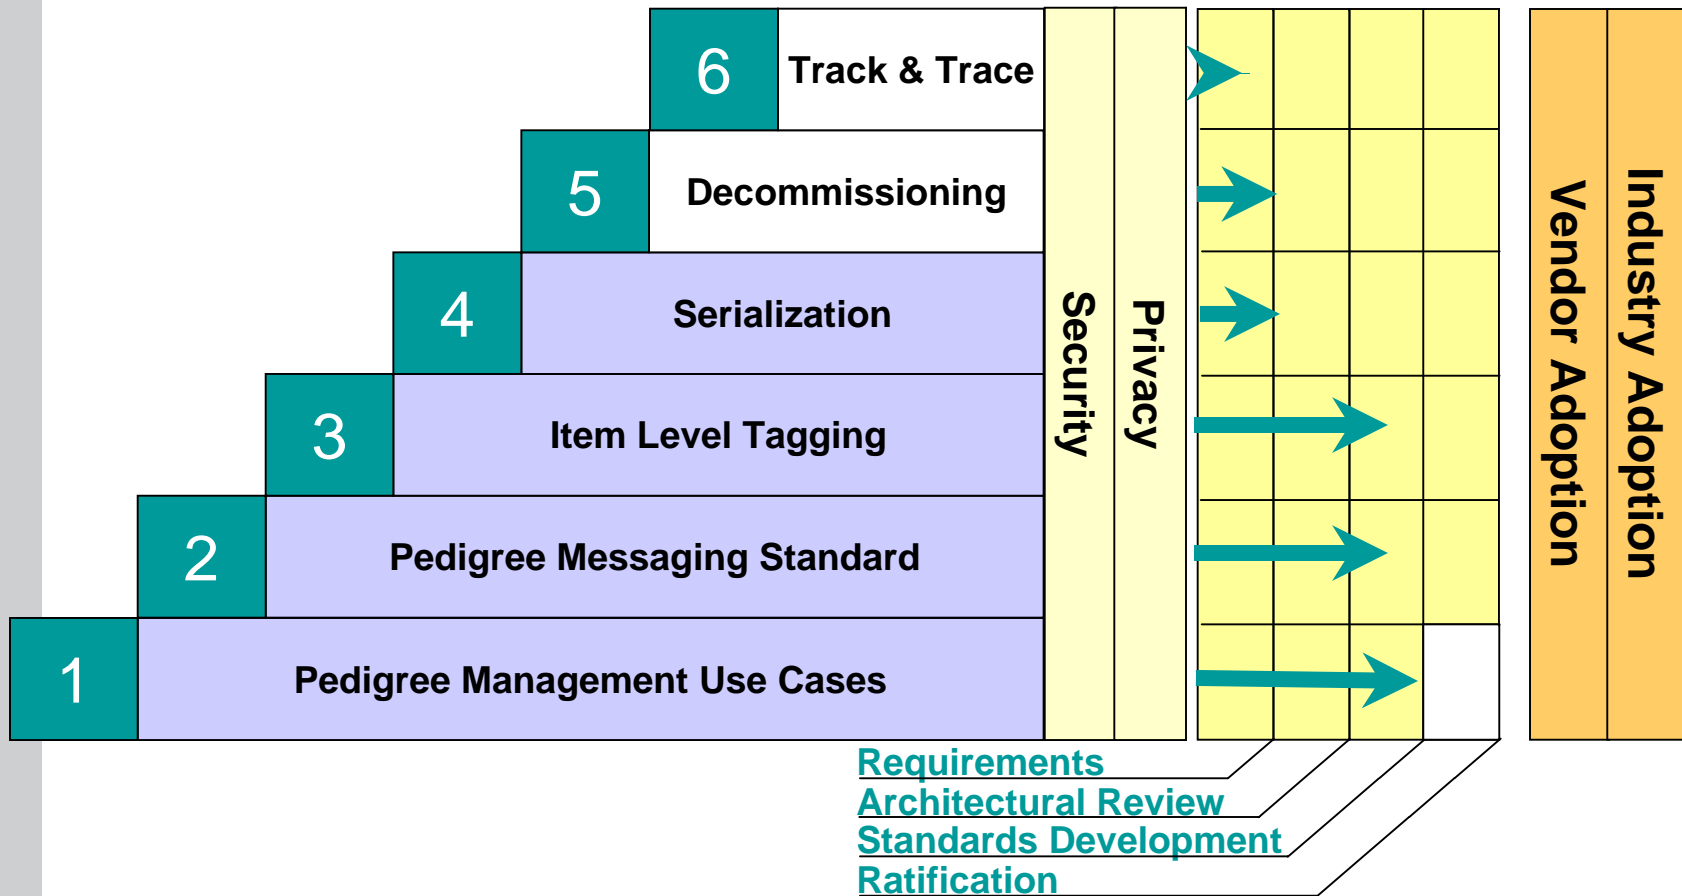 6 Track & Trace
5 Decommissioning
4 Serialization
3 Item Level Tagging
2 Pedigree Messaging Standard
1 Pedigree Management Use Cases
Security
Privacy
Vendor Adoption
Industry Adoption
Requirements
Architectural Review
Standards Development
Ratification